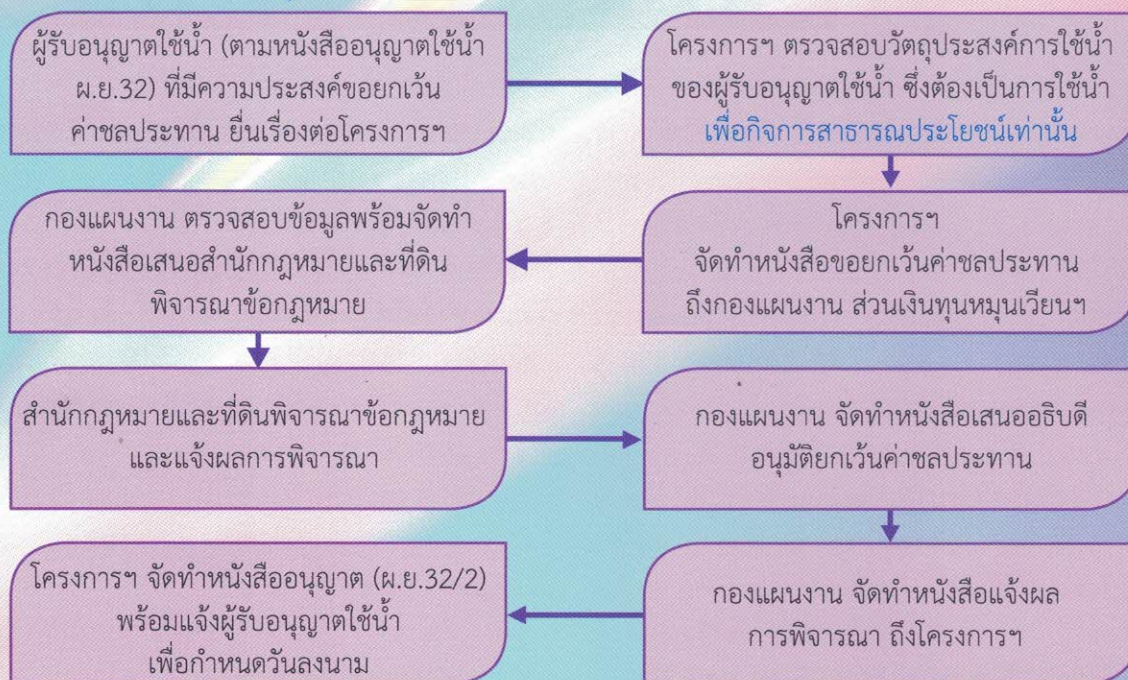 ผู้รับอนุญาตใช้น้ำ (ตามหนังสืออนุญาตใช้น้ำ
ผ.ย.32) ที่มีความประสงค์ขอยกเว้น
ค่าชลประทาน ยื่นเรื่องต่อโครงการฯ
โครงการฯ ตรวจสอบวัตถุประสงค์การใช้น้ำ
ของผู้รับอนุญาตใช้น้ำ ซึ่งต้องเป็นการใช้น้ำ
เพื่อกิจการสาธารณประโยชน์เท่านั้น
โครงการฯ
จัดทำหนังสือขอยกเว้นค่าชลประทาน
ถึงกองแผนงาน ส่วนเงินทุนหมุนเวียนฯ
กองแผนงาน ตรวจสอบข้อมูลพร้อมจัดทำ
หนังสือเสนอสำนักกฎหมายและที่ดิน
พิจารณาข้อกฎหมาย
สำนักกฎหมายและที่ดินพิจารณาข้อกฎหมาย
และแจ้งผลการพิจารณา
กองแผนงาน จัดทำหนังสือเสนออธิบดี
อนุมัติยกเว้นค่าชลประทาน
กองแผนงาน จัดทำหนังสือแจ้งผล
การพิจารณา ถึงโครงการฯ
โครงการฯ จัดทำหนังสืออนุญาต (ผ.ย.32/2)
พร้อมแจ้งผู้รับอนุญาตใช้น้ำ
เพื่อกำหนดวันลงนาม